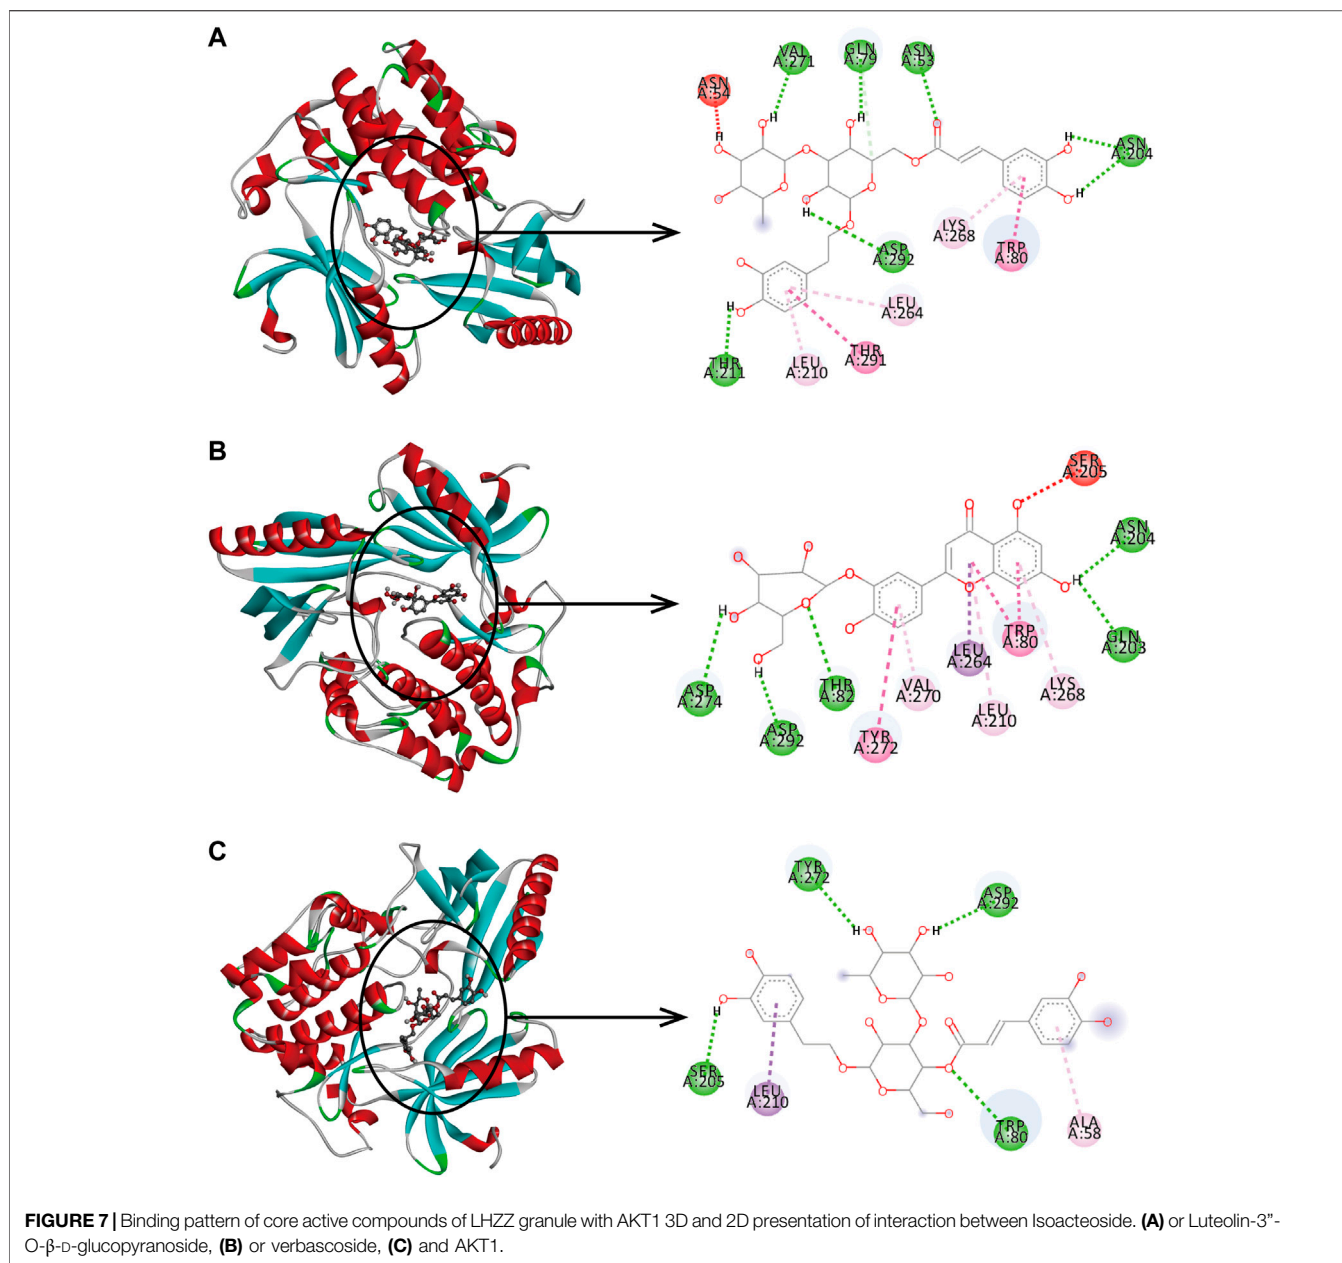 A
VAL
A:271
GLN
A:79
ASN
A:53
ASN
A:54
H
H
O
O
H
O
O
H
O
O
O
O
ASN
A:204
O
O
O
O
H
O
H
O
LYS
A:268
TRP
A:80
ASP
A:292
O
H
O
LEU
A:264
THR
A:211
LEU
A:210
THR
A:291
B
SER
A:205
O
O
ASN
A:204
O
O
O
H
O
H
O
O
O
O
O
H
TRP
A:80
LEU
A:264
GLN
A:203
ASP
A:274
THR
A:82
VAL
A:270
LYS
A:268
ASP
A:292
TYR
A:272
LEU
A:210
C
TYR
A:272
ASP
A:292
H
O
O
H
O
O
H
O
O
O
O
O
O
O
O
O
O
O
O
SER
A:205
LEU
A:210
TRP
A:80
ALA
A:58
FIGURE 7 | Binding pattern of core active compounds of LHZZ granule with AKT1 3D and 2D presentation of interaction between Isoacteoside. (A) or Luteolin-3”-
O-β-D-glucopyranoside, (B) or verbascoside, (C) and AKT1.